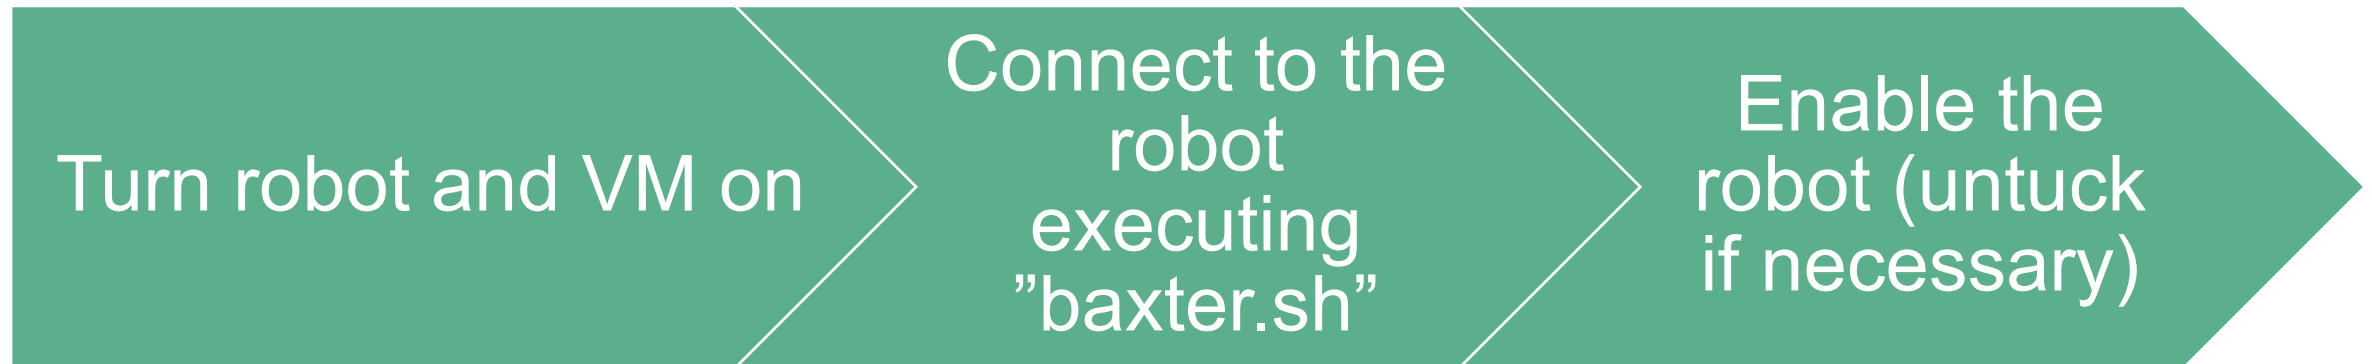 Turn robot and VM on
Connect to the
robot
executing
”baxter.sh”
Enable the
robot (untuck
if necessary)